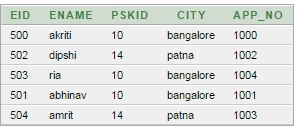 EID ENAME PSKID CITY APP_NO
500 akriti 10 bangalore 1000
502 dipshi 14 patna 1002
503 ria 10 bangalore 1004
501 abhinav 10 bangalore 1001
504 amrit 14 patna 1003